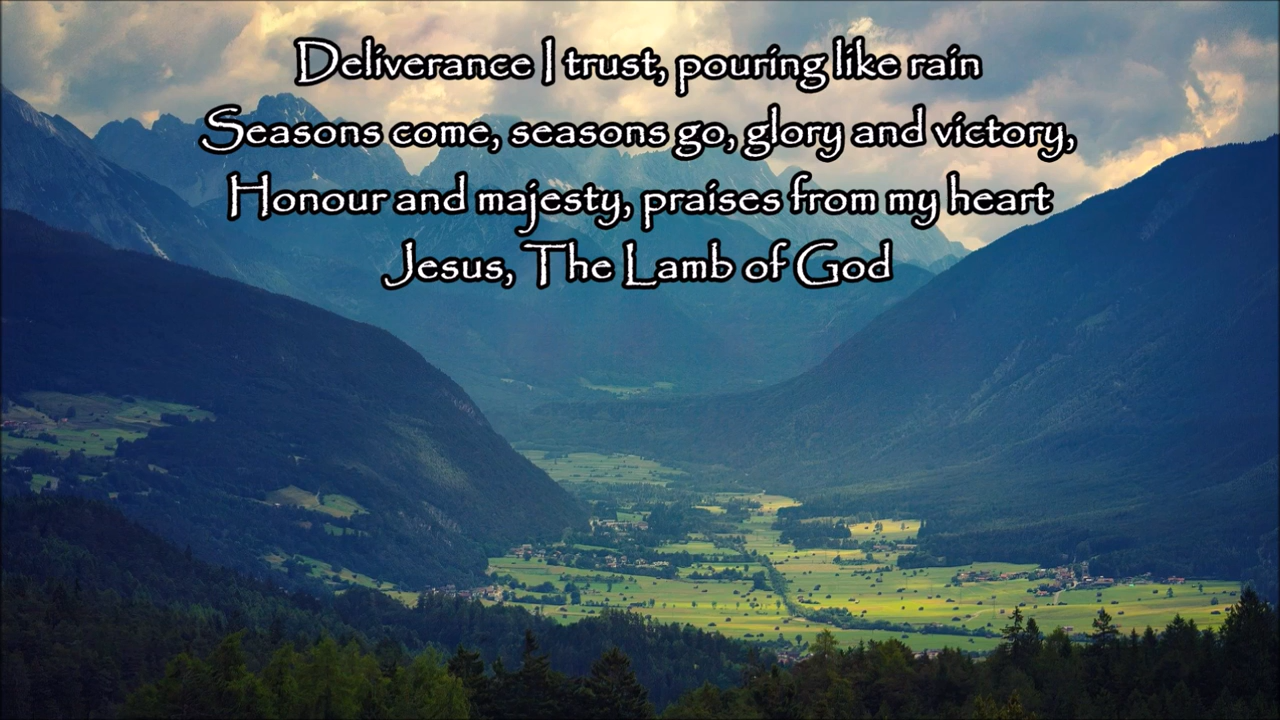 Deliverance I trust, pouring like rain
Seasons come, seasons go, glory and victory,
Honour and majesty, praises from my heart
Jesus, The Lamb of God